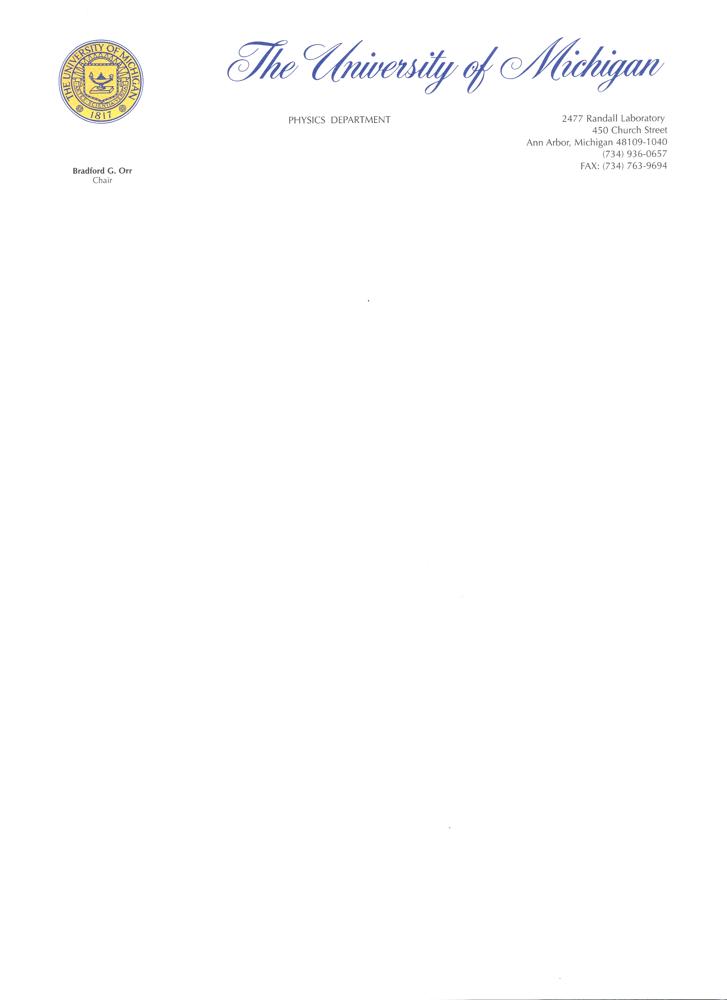 THE UNIVERSITY OF MICHIGAN
ARTES · SCIENTIA · VERITAS
1817
The University of Michigan
PHYSICS DEPARTMENT
2477 Randall Laboratory
450 Church Street
Ann Arbor, Michigan 48109-1040
(734) 936-0657
FAX: (734) 763-9694
Bradford G. Orr
Chair